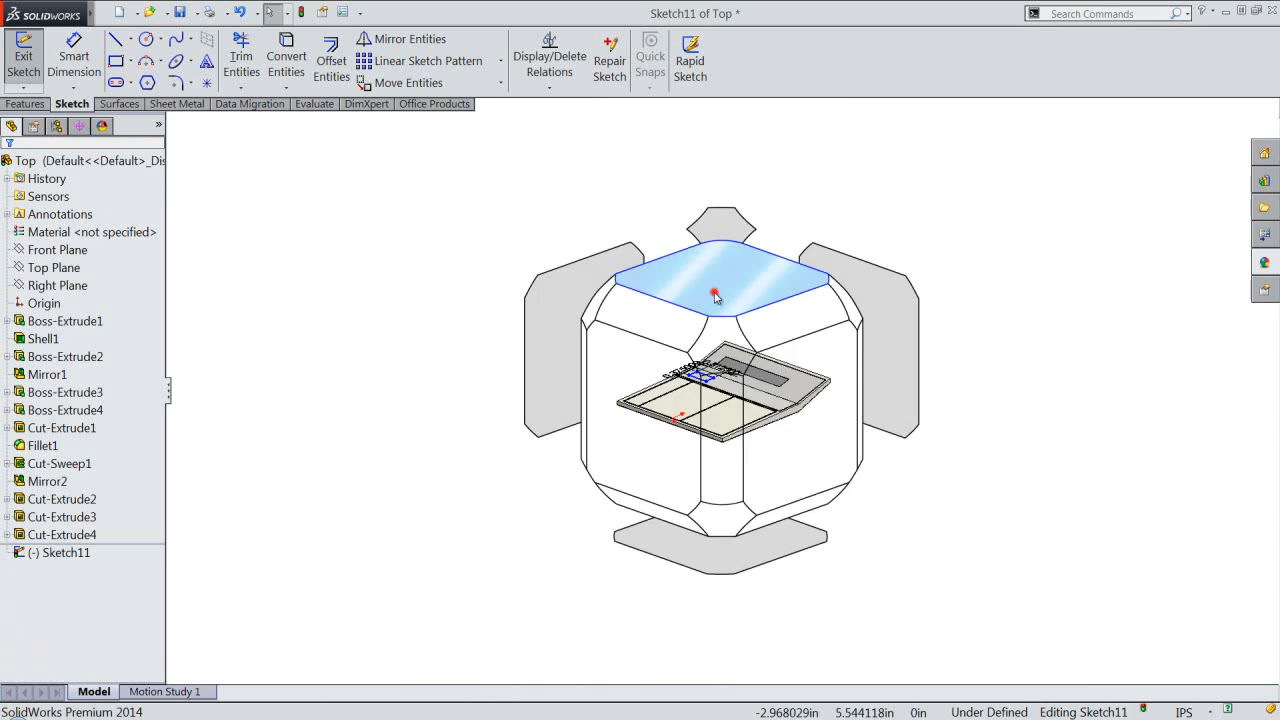 SOLIDWORKS
Sketch11 of Top *
Search Commands
Exit Sketch
Smart Dimension
Trim Entities
Convert Entities
Offset Entities
Mirror Entities
Linear Sketch Pattern
Move Entities
Display/Delete Relations
Repair Sketch
Quick Snaps
Rapid Sketch
Features
Sketch
Surfaces
Sheet Metal
Data Migration
Evaluate
DimXpert
Office Products
Top (Default<<Default>_Dis
History
Sensors
Annotations
Material <not specified>
Front Plane
Top Plane
Right Plane
Origin
Boss-Extrude1
Shell1
Boss-Extrude2
Mirror1
Boss-Extrude3
Boss-Extrude4
Cut-Extrude1
Fillet1
Cut-Sweep1
Mirror2
Cut-Extrude2
Cut-Extrude3
Cut-Extrude4
(-) Sketch11
Model
Motion Study 1
SolidWorks Premium 2014
-2.968029in
5.544118in
0in
Under Defined
Editing Sketch11
IPS